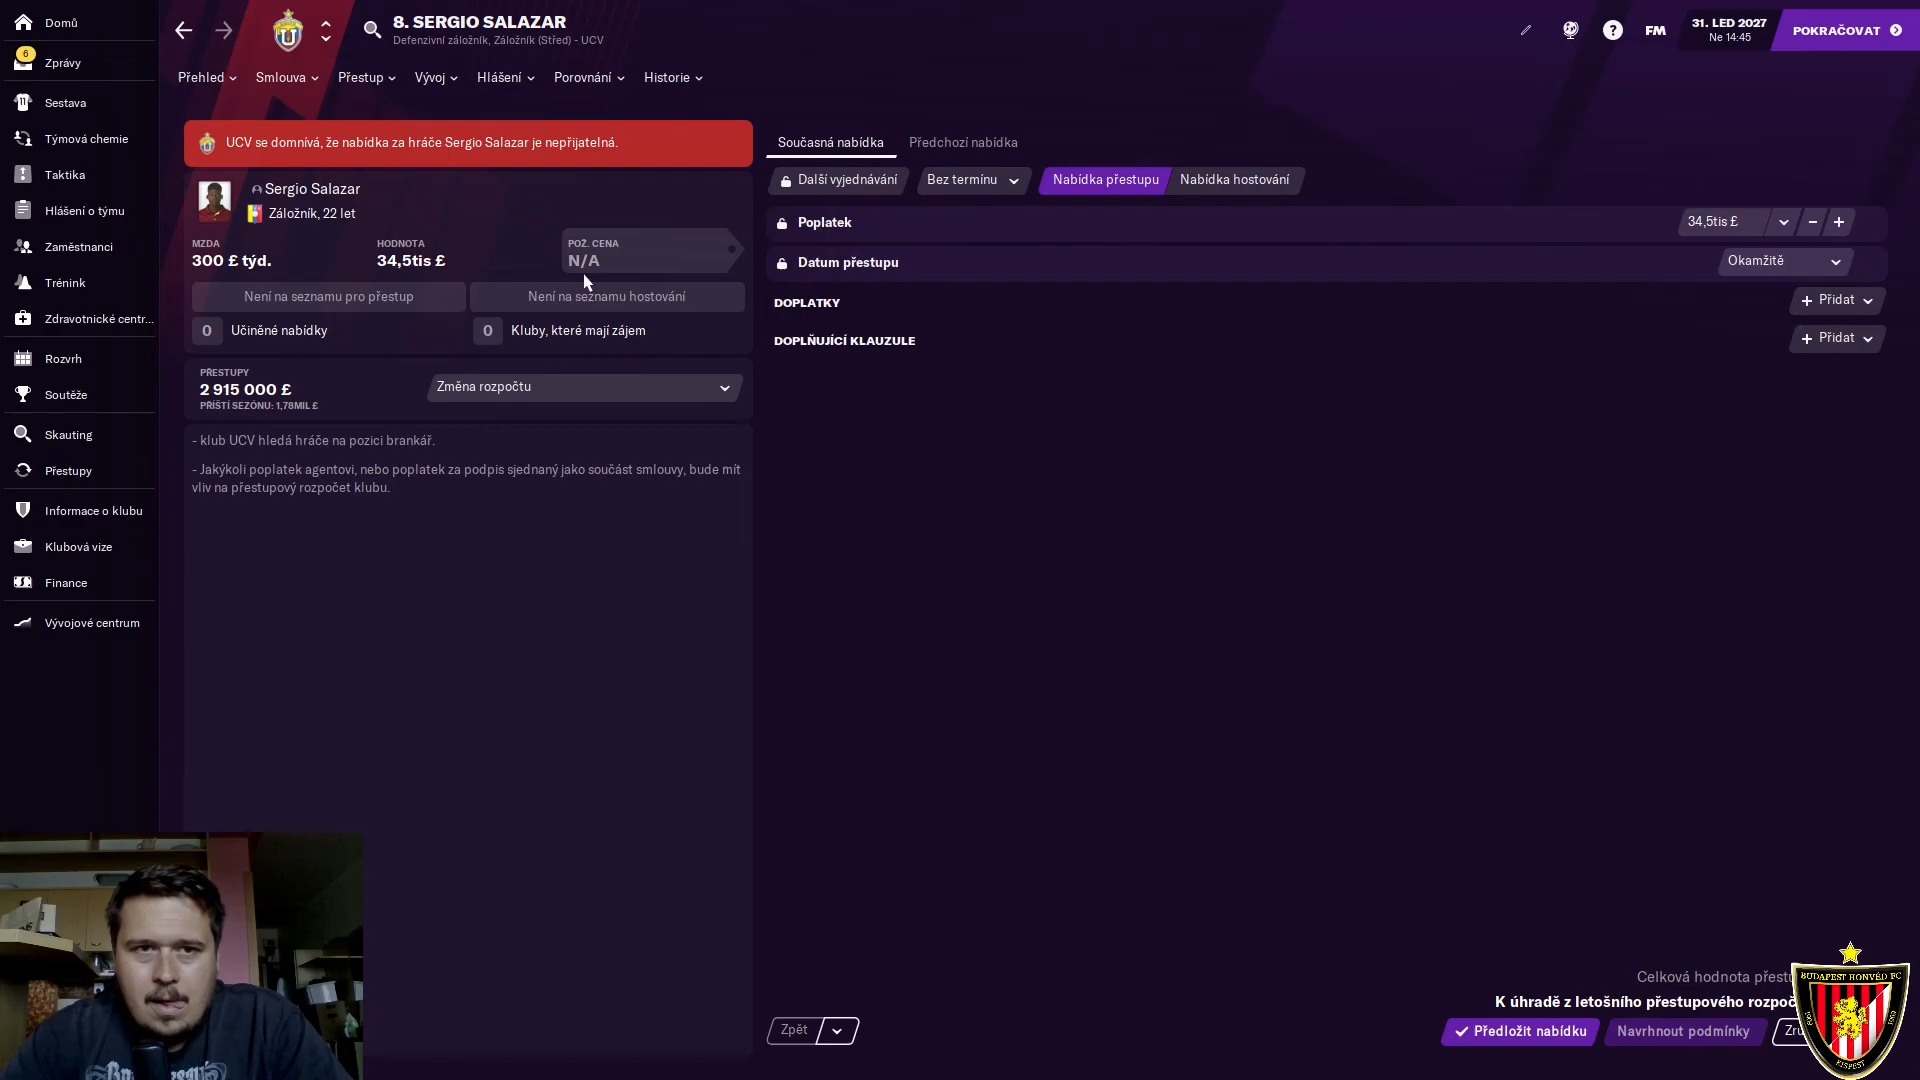 Domů
6
Zprávy
Sestava
Týmová chemie
Taktika
Hlášení o týmu
Zaměstnanci
Trénink
Zdravotnické centr...
Rozvrh
Soutěže
Skauting
Přestupy
Informace o klubu
Klubová vize
Finance
Vývojové centrum
8. SERGIO SALAZAR
Defenzivní záložník, Záložník (Střed) - UCV
FM
31. LED 2027
Ne 14:45
POKRAČOVAT
Přehled
Smlouva
Přestup
Vývoj
Hlášení
Porovnání
Historie
UCV se domnívá, že nabídka za hráče Sergio Salazar je nepřijatelná.
Sergio Salazar
Záložník, 22 let
MZDA
300 £ týd.
HODNOTA
34,5tis £
POŽ. CENA
N/A
Není na seznamu pro přestup
Není na seznamu hostování
0 Učiněné nabídky
0 Kluby, které mají zájem
PŘESTUPY
2 915 000 £
PŘÍŠTÍ SEZÓNU: 1,78MIL £
Změna rozpočtu
- klub UCV hledá hráče na pozici brankář.
- Jakýkoli poplatek agentovi, nebo poplatek za podpis sjednaný jako součást smlouvy, bude mít
vliv na přestupový rozpočet klubu.
Současná nabídka
Předchozí nabídka
Další vyjednávání
Bez termínu
Nabídka přestupu
Nabídka hostování
Poplatek
34,5tis £
Datum přestupu
Okamžitě
DOPLATKY
+ Přidat
DOPLŇUJÍCÍ KLAUZULE
+ Přidat
Celková hodnota přestu
K úhradě z letošního přestupového rozpoč
Zpět
Předložit nabídku
Navrhnout podmínky
Zru
BUDAPEST HONVÉD FC
KISPEST